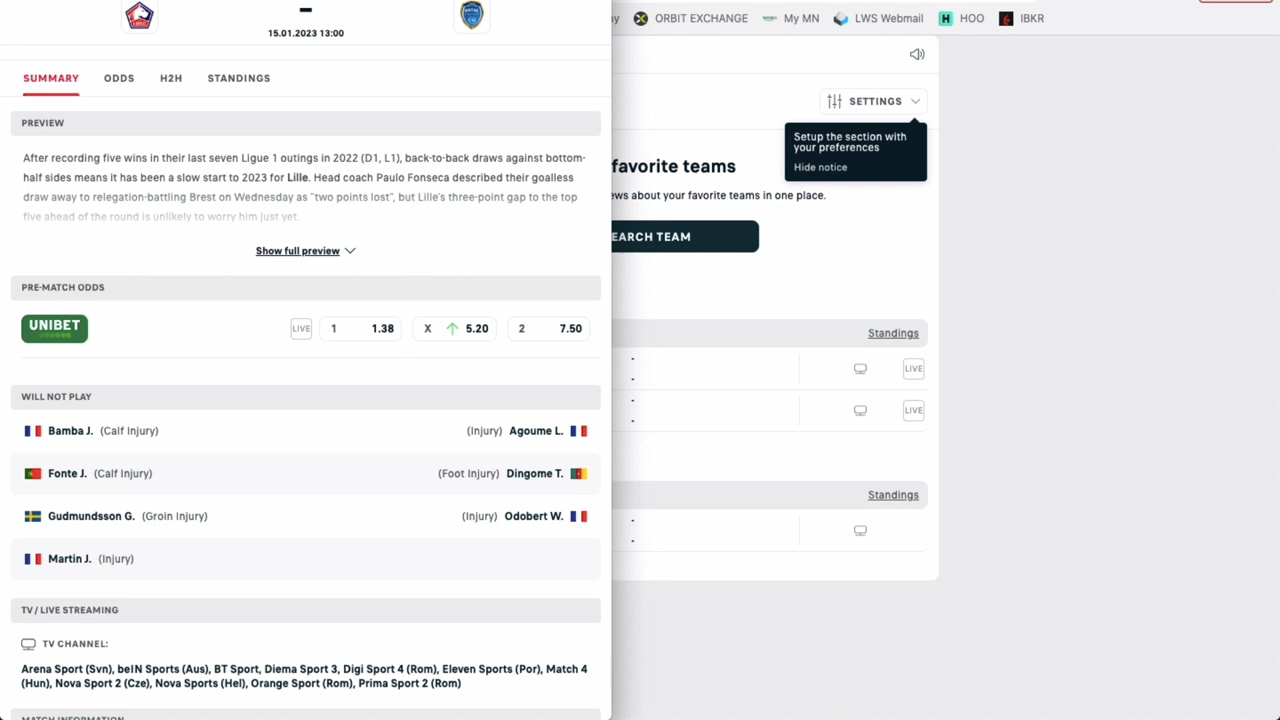 15.01.2023 13:00
SUMMARY ODDS H2H STANDINGS
PREVIEW
After recording five wins in their last seven Ligue 1 outings in 2022 (D1, L1), back-to-back draws against bottom-
half sides means it has been a slow start to 2023 for Lille. Head coach Paulo Fonseca described their goalless
draw away to relegation-battling Brest on Wednesday as "two points lost", but Lille's three-point gap to the top
five ahead of the round is unlikely to worry him just yet.
Show full preview
PRE-MATCH ODDS
UNIBET
LIVE 1 1.38 X 5.20 2 7.50
WILL NOT PLAY
Bamba J. (Calf Injury) (Injury) Agoume L.
Fonte J. (Calf Injury) (Foot Injury) Dingome T.
Gudmundsson G. (Groin Injury) (Injury) Odobert W.
Martin J. (Injury)
TV / LIVE STREAMING
TV CHANNEL:
Arena Sport (Svn), beIN Sports (Aus), BT Sport, Diema Sport 3, Digi Sport 4 (Rom), Eleven Sports (Por), Match 4
(Hun), Nova Sport 2 (Cze), Nova Sports (Hel), Orange Sport (Rom), Prima Sport 2 (Rom)
MATCH INFORMATION
ORBIT EXCHANGE My MN LWS Webmail HOO IBKR
SETTINGS
Setup the section with
your preferences
Hide notice
favorite teams
ews about your favorite teams in one place.
EARCH TEAM
Standings
- 
- 
LIVE
- 
- 
LIVE
Standings
- 
-